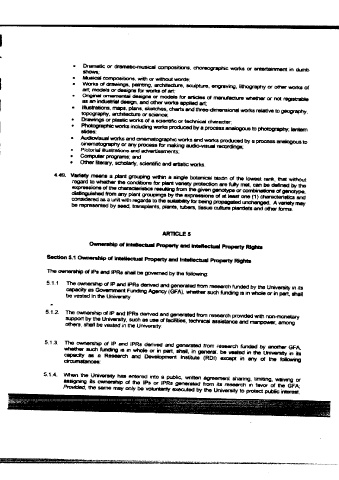 • Dramatic or dramatic-musical compositions, choreographic works or entertainment in dumb
shows;
• Musical compositions, with or without words;
• Works of drawings, painting, architecture, sculpture, engraving, lithography or other works of
art; models or designs for works of art;
• Original ornamental designs or models for articles of manufacture whether or not registrable
as an industrial design, and other works applied art;
• Illustrations, maps, plans, sketches, charts and three-dimensional works relative to geography,
topography, architecture or science;
• Drawings or plastic works of a scientific or technical character;
• Photographic works including works produced by a process analogous to photography; lantern
slides;
• Audiovisual works and cinematographic works and works produced by a process analogous to
cinematography or any process for making audio-visual recordings;
• Pictorial illustrations and advertisements;
• Computer programs; and
• Other literary, scholarly, scientific and artistic works.
4.49. Variety means a plant grouping within a single botanical taxon of the lowest rank, that without
regard to whether the conditions for plant variety protection are fully met, can be defined by the
expressions of the characteristics resulting from the given genotype or combinations of genotype,
distinguished from any plant groupings by the expressions of at least one (1) characteristics and
considered as a unit with regards to the suitability for being propagated unchanged. A variety may
be represented by seed, transplants, plants, tubers, tissue culture plantlets and other forms.
ARTICLE 5
Ownership of Intellectual Property and Intellectual Property Rights
Section 5.1 Ownership of Intellectual Property and Intellectual Property Rights
The ownership of IPs and IPRs shall be governed by the following:
5.1.1 The ownership of IP and IPRs derived and generated from research funded by the University in its
capacity as Government Funding Agency (GFA), whether such funding is in whole or in part, shall
be vested in the University.
5.1.2. The ownership of IP and IPRs derived and generated from research provided with non-monetary
support by the University, such as use of facilities, technical assistance and manpower, among
others, shall be vested in the University.
5.1.3. The ownership of IP and IPRs derived and generated from research funded by another GFA,
whether such funding is in whole or in part, shall, in general, be vested in the University in its
capacity as a Research and Development Institute (RDI) except in any of the following
circumstances:
5.1.4. When the University has entered into a public, written agreement sharing, limiting, waiving or
assigning its ownership of the IPs or IPRs generated from its research in favor of the GFA;
Provided, the same may only be voluntarily executed by the University to protect public interest.